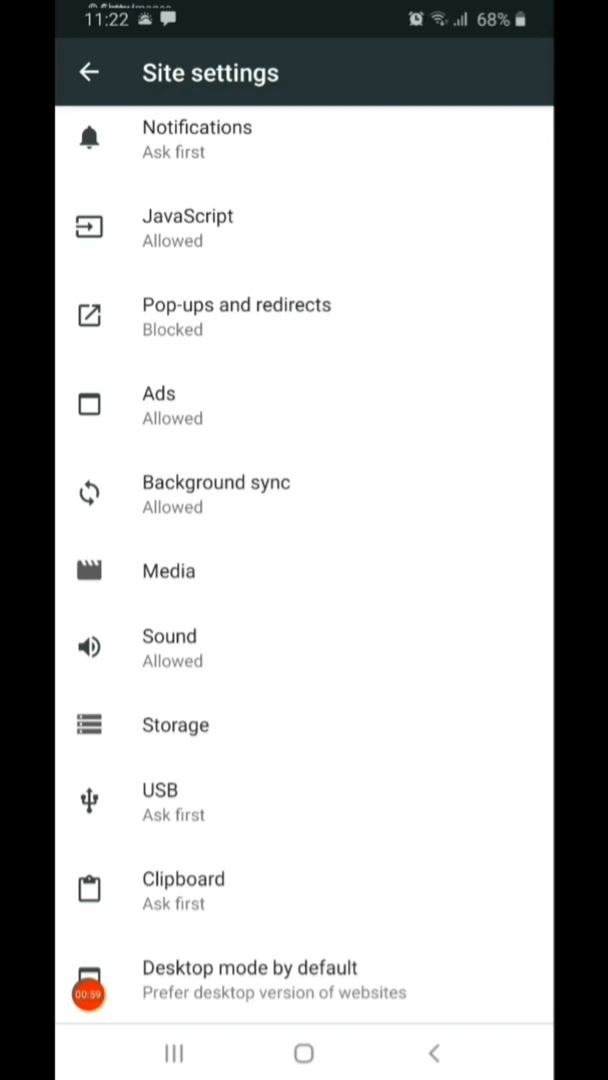 11:22
68%
Site settings
Notifications
Ask first
JavaScript
Allowed
Pop-ups and redirects
Blocked
Ads
Allowed
Background sync
Allowed
Media
Sound
Allowed
Storage
USB
Ask first
Clipboard
Ask first
Desktop mode by default
Prefer desktop version of websites
00:59